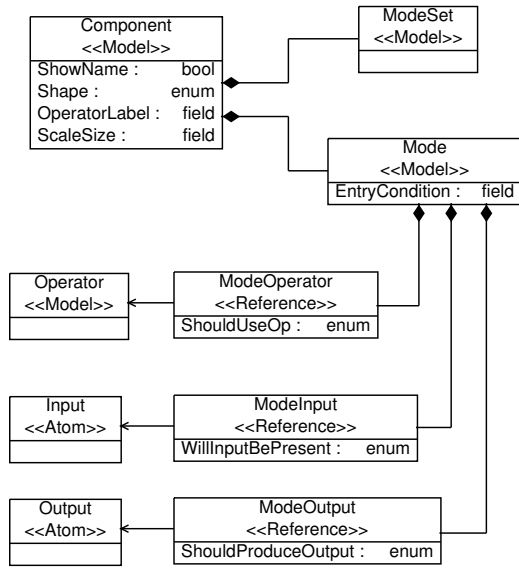 Component
<<Model>>
ShowName : bool
Shape : enum
OperatorLabel : field
ScaleSize : field
ModeSet
<<Model>>
Mode
<<Model>>
EntryCondition : field
Operator
<<Model>>
ModeOperator
<<Reference>>
ShouldUseOp : enum
Input
<<Atom>>
ModeInput
<<Reference>>
WillInputBePresent : enum
Output
<<Atom>>
ModeOutput
<<Reference>>
ShouldProduceOutput : enum